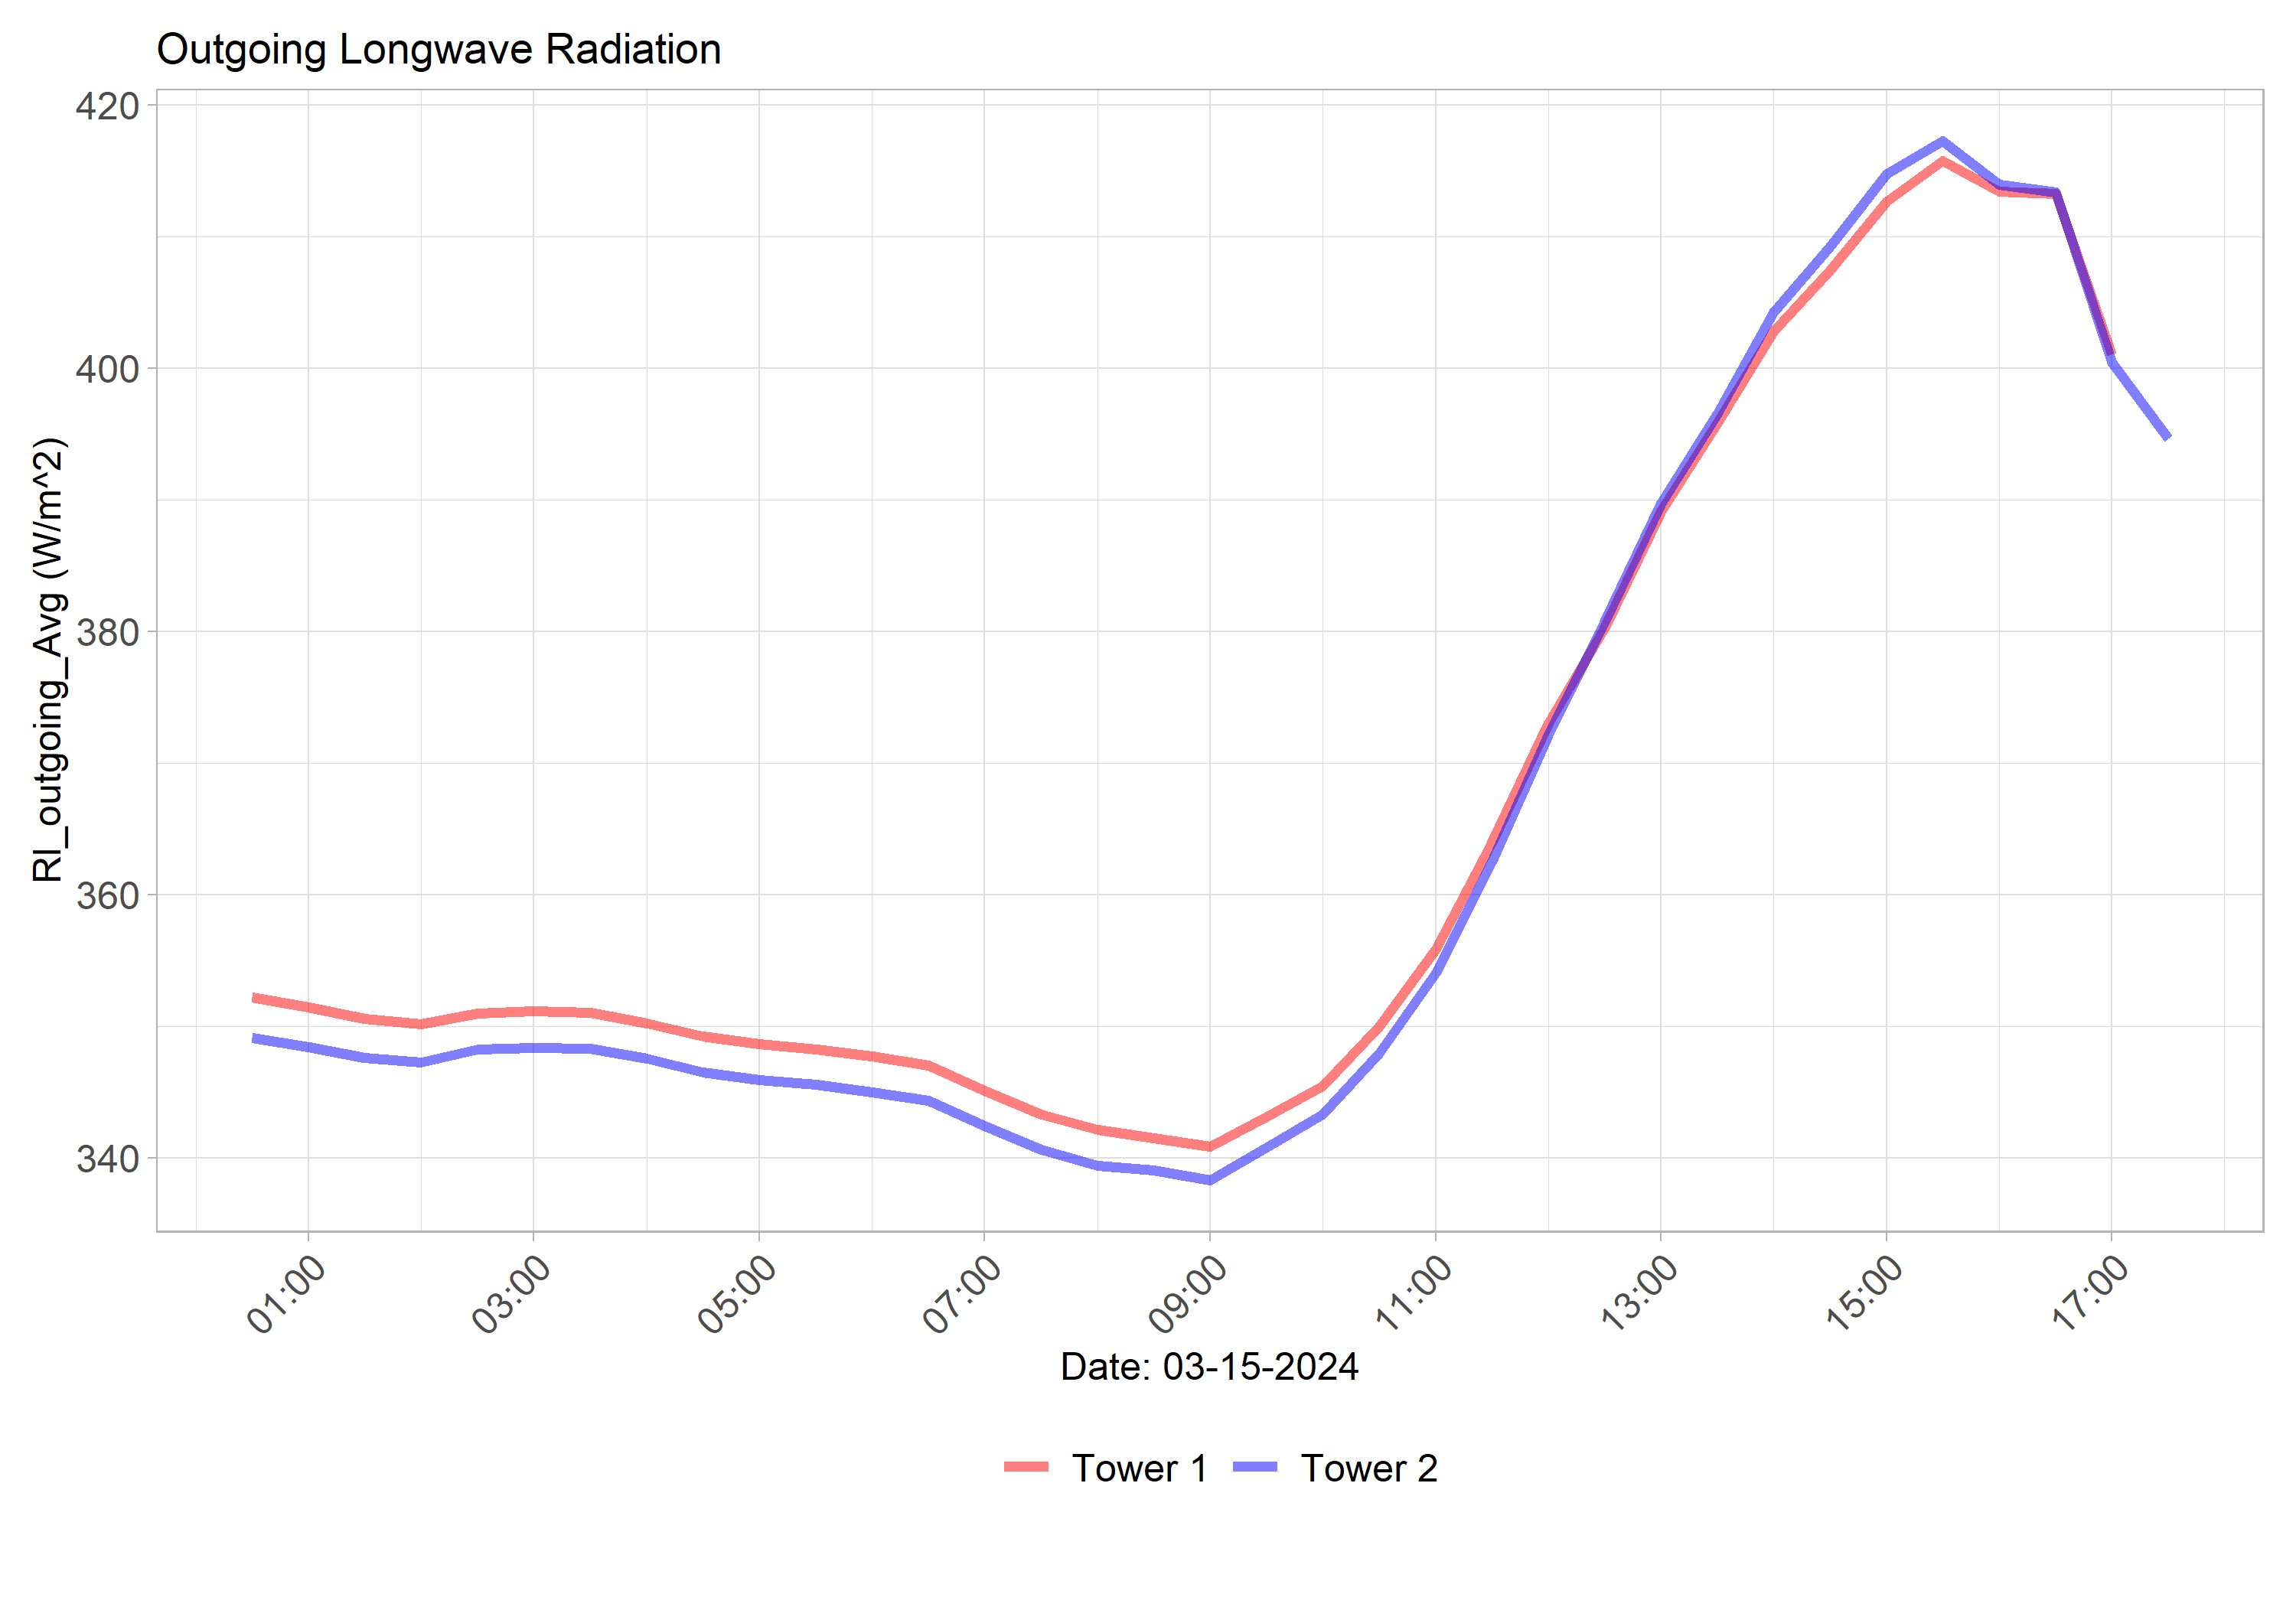 Outgoing Longwave Radiation
420
400
380
360
340
Rl_outgoing_Avg (W/m^2)
01:00 03:00 05:00 07:00 09:00 11:00 13:00 15:00 17:00
Date: 03-15-2024
Tower 1 Tower 2